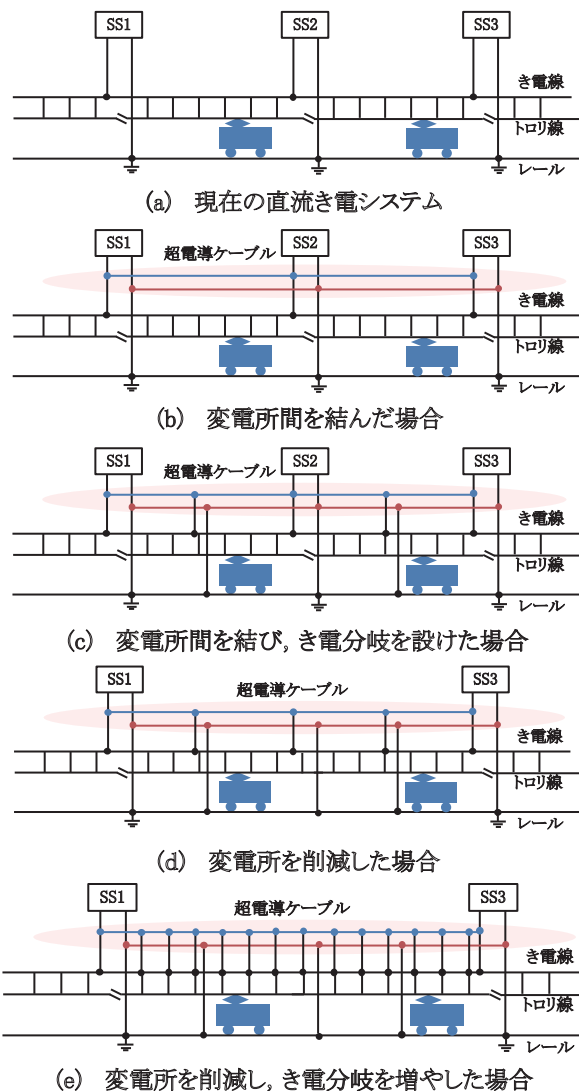 SS1 SS2 SS3
き電線
トロリ線
レール
(a) 現在の直流き電システム
SS1 SS2 SS3
超電導ケーブル
き電線
トロリ線
レール
(b) 変電所間を結んだ場合
SS1 SS2 SS3
超電導ケーブル
き電線
トロリ線
レール
(c) 変電所間を結び，き電分岐を設けた場合
SS1 SS3
超電導ケーブル
き電線
トロリ線
レール
(d) 変電所を削減した場合
SS1 SS3
超電導ケーブル
き電線
トロリ線
レール
(e) 変電所を削減し，き電分岐を増やした場合